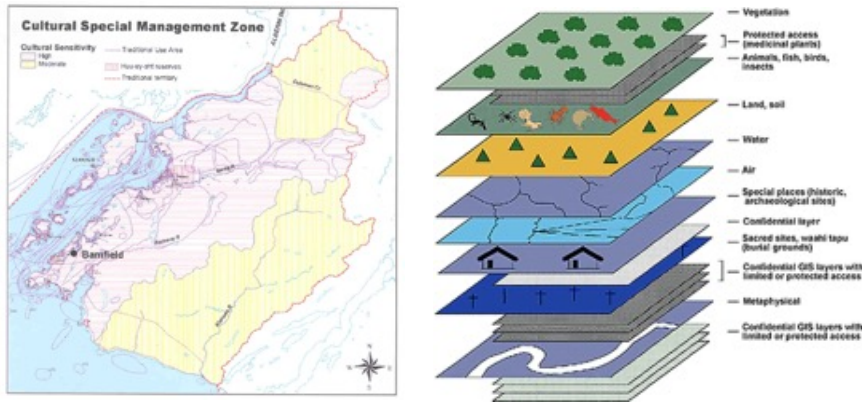 Cultural Special Management Zone
Cultural Sensitivity
High
Moderate
Traditional Use Area
Huu-ay-aht reserves
Traditional territory
Bamfield
Vegetation
Protected access
(medicinal plants)
Animals, fish, birds,
insects
Land, soil
Water
Air
Special places (historic,
archaeological sites)
Confidential layer
Sacred sites, waahi tapu
(burial grounds)
Confidential GIS layers with
limited or protected access
Metaphysical
Confidential GIS layers with
limited or protected access